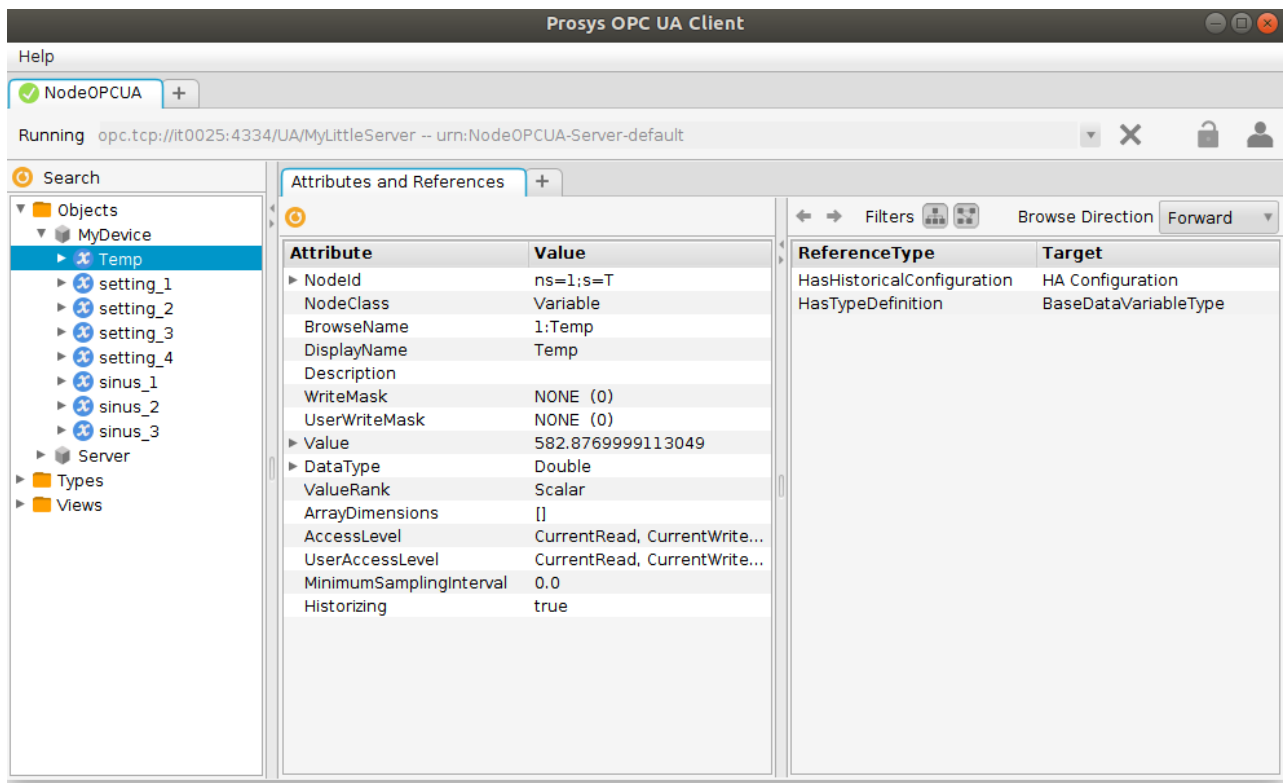 Prosys OPC UA Client
Help
NodeOPCUA +
Running opc.tcp://it0025:4334/UA/MyLittleServer -- urn:NodeOPCUA-Server-default
Search
Objects
MyDevice
Temp
setting_1
setting_2
setting_3
setting_4
sinus_1
sinus_2
sinus_3
Server
Types
Views
Attributes and References +
Attribute Value
NodeId ns=1;s=T
NodeClass Variable
BrowseName 1:Temp
DisplayName Temp
Description
WriteMask NONE (0)
UserWriteMask NONE (0)
Value 582.8769999113049
DataType Double
ValueRank Scalar
ArrayDimensions []
AccessLevel CurrentRead, CurrentWrite...
UserAccessLevel CurrentRead, CurrentWrite...
MinimumSamplingInterval 0.0
Historizing true
Filters Browse Direction Forward
ReferenceType Target
HasHistoricalConfiguration HA Configuration
HasTypeDefinition BaseDataVariableType